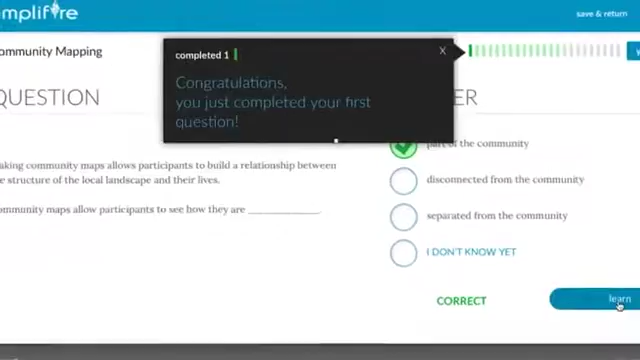 mplifire
save & return
ommunity Mapping
completed 1
X
Congratulations,
you just completed your first
question!
QUESTION
ER
aking community maps allows participants to build a relationship between
e structure of the local landscape and their lives.
ommunity maps allow participants to see how they are ________________.
part of the community
disconnected from the community
separated from the community
I DON'T KNOW YET
CORRECT
learn